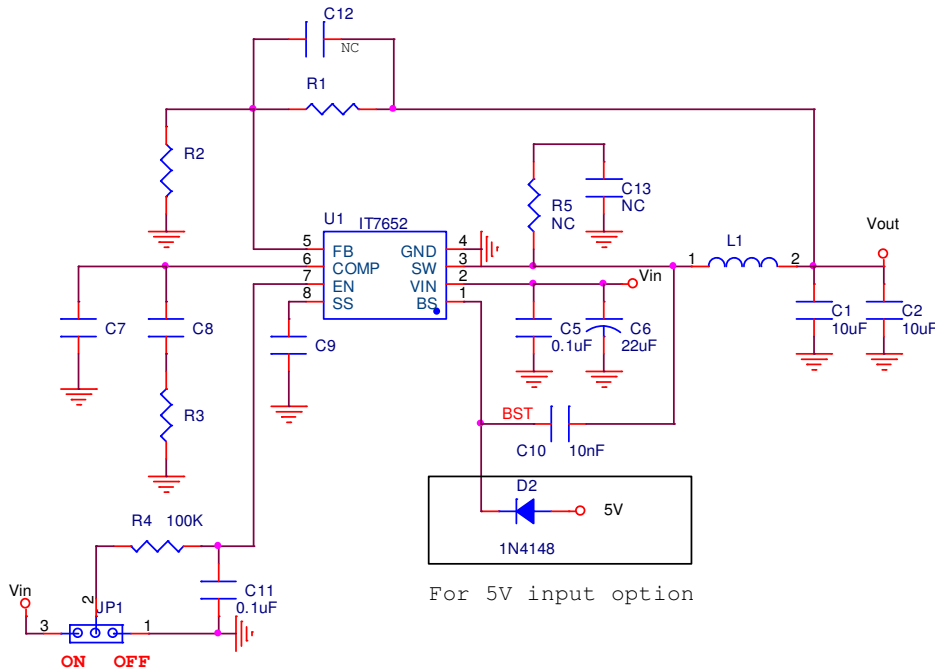 C12
NC
R1
R2
R5
NC
C13
NC
U1
IT7652
Vout
L1
5
FB
GND
4
6
COMP
SW
3
1
2
7
EN
VIN
2
Vin
8
SS
BS
1
C7
C8
C9
C5
0.1uF
C6
22uF
C1
10uF
C2
10uF
R3
BST
C10
10nF
D2
5V
1N4148
For 5V input option
R4
100K
C11
0.1uF
Vin
2
JP1
3
1
ON
OFF